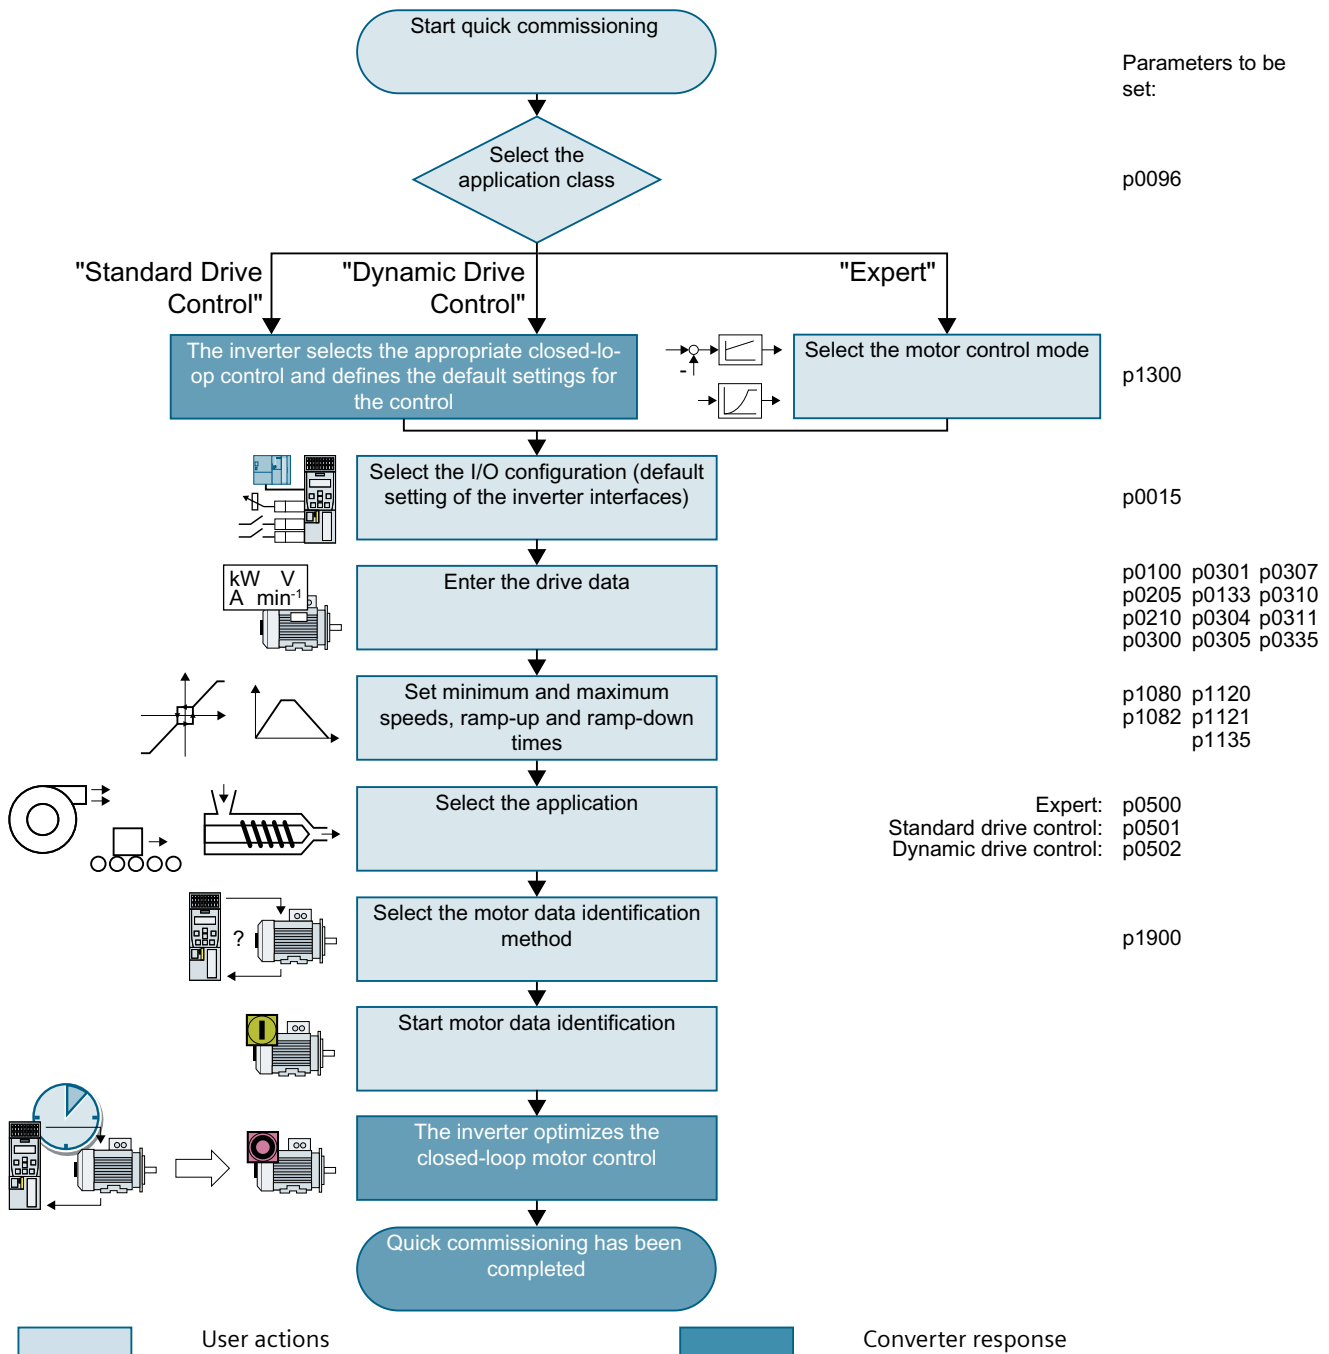 Start quick commissioning
Parameters to be
set:
Select the
application class
p0096
"Standard Drive
Control"
"Dynamic Drive
Control"
"Expert"
The inverter selects the appropriate closed-lo-
op control and defines the default settings for
the control
-
Select the motor control mode
p1300
Select the I/O configuration (default
setting of the inverter interfaces)
p0015
kW V
A min-1
Enter the drive data
p0100 p0301 p0307
p0205 p0133 p0310
p0210 p0304 p0311
p0300 p0305 p0335
Set minimum and maximum
speeds, ramp-up and ramp-down
times
p1080 p1120
p1082 p1121
p1135
Select the application
Expert: p0500
Standard drive control: p0501
Dynamic drive control: p0502
?
Select the motor data identification
method
p1900
Start motor data identification
The inverter optimizes the
closed-loop motor control
Quick commissioning has been
completed
User actions
Converter response